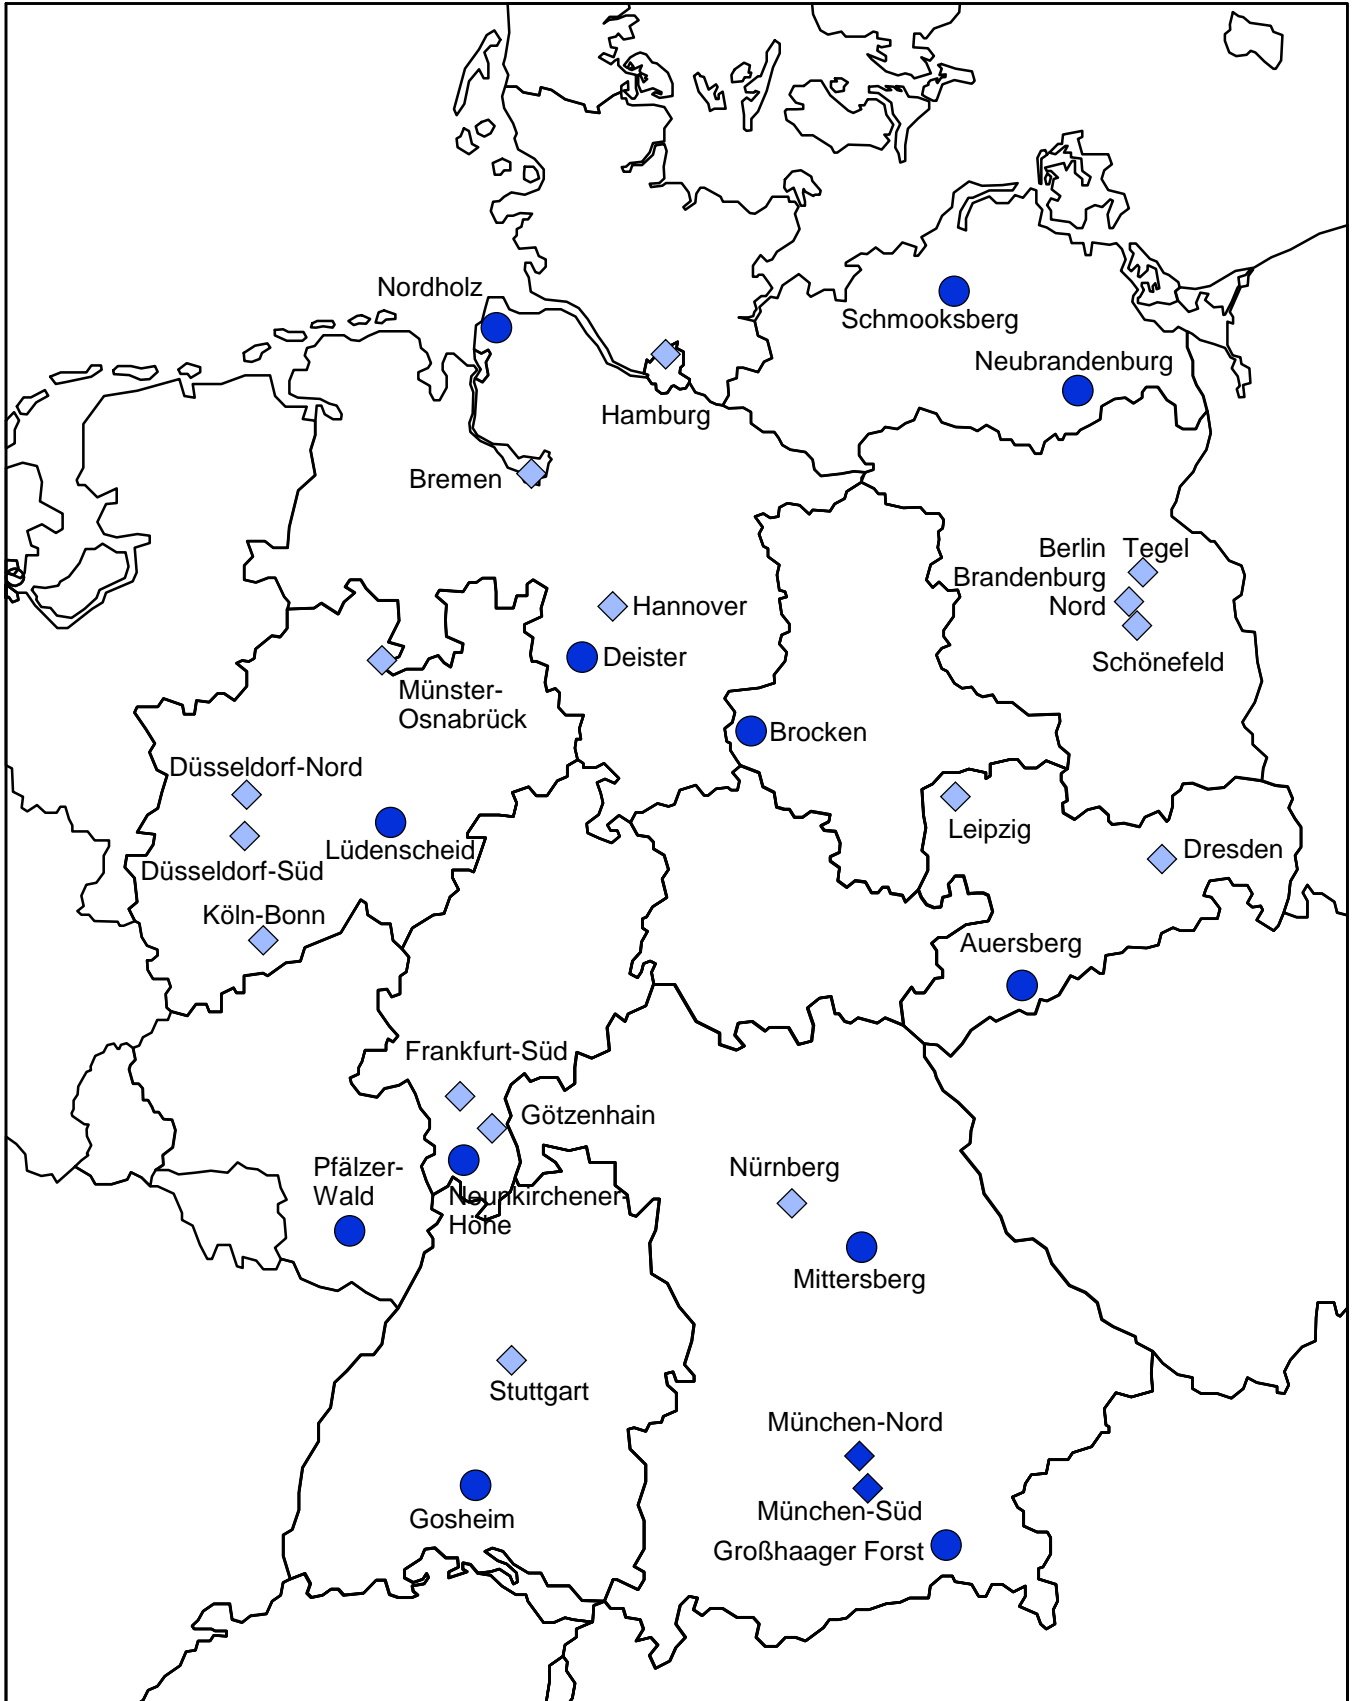 Nordholz
Schmooksberg
Neubrandenburg
Hamburg
Bremen
Berlin Tegel
Brandenburg
Nord
Schönefeld
Hannover
Deister
Münster-
Osnabrück
Brocken
Düsseldorf-Nord
Lüdenscheid
Düsseldorf-Süd
Leipzig
Dresden
Köln-Bonn
Auersberg
Frankfurt-Süd
Götzenhain
Pfälzer-
Wald
Neunkirchener-
Höhe
Nürnberg
Mittersberg
Stuttgart
München-Nord
München-Süd
Gosheim
Großhaager Forst